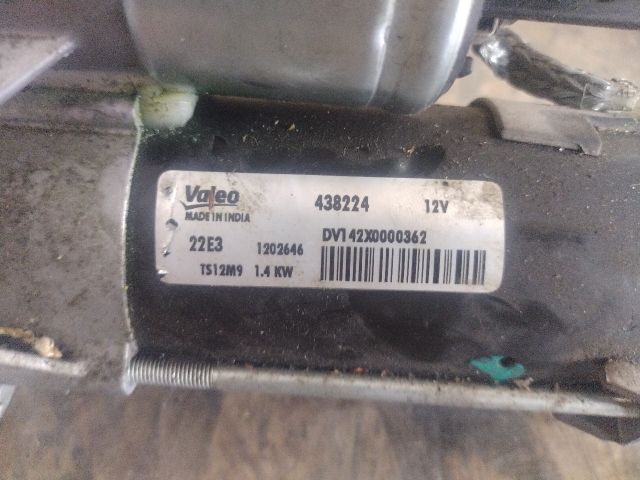 Valeo 438224 12V
MADE IN INDIA
DV142X0000362
22E3 1202646
TS12M9 1.4 KW